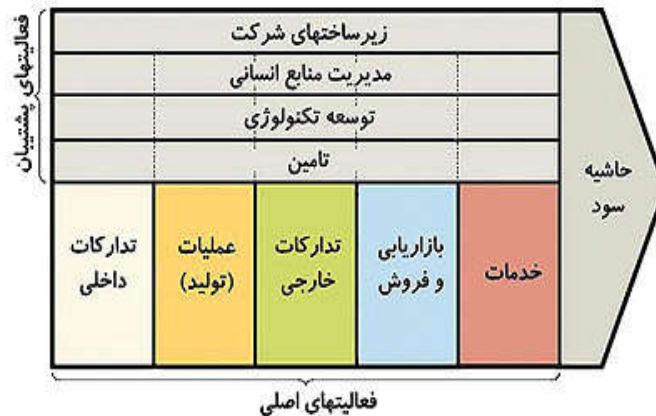 فعالیتهای پشتیبان
زیرساختهای شرکت
مدیریت منابع انسانی
توسعه تکنولوژی
تامین
حاشیه
سود
تدارکات
داخلی
عملیات
(تولید)
تدارکات
خارجی
بازاریابی
و فروش
خدمات
فعالیتهای اصلی